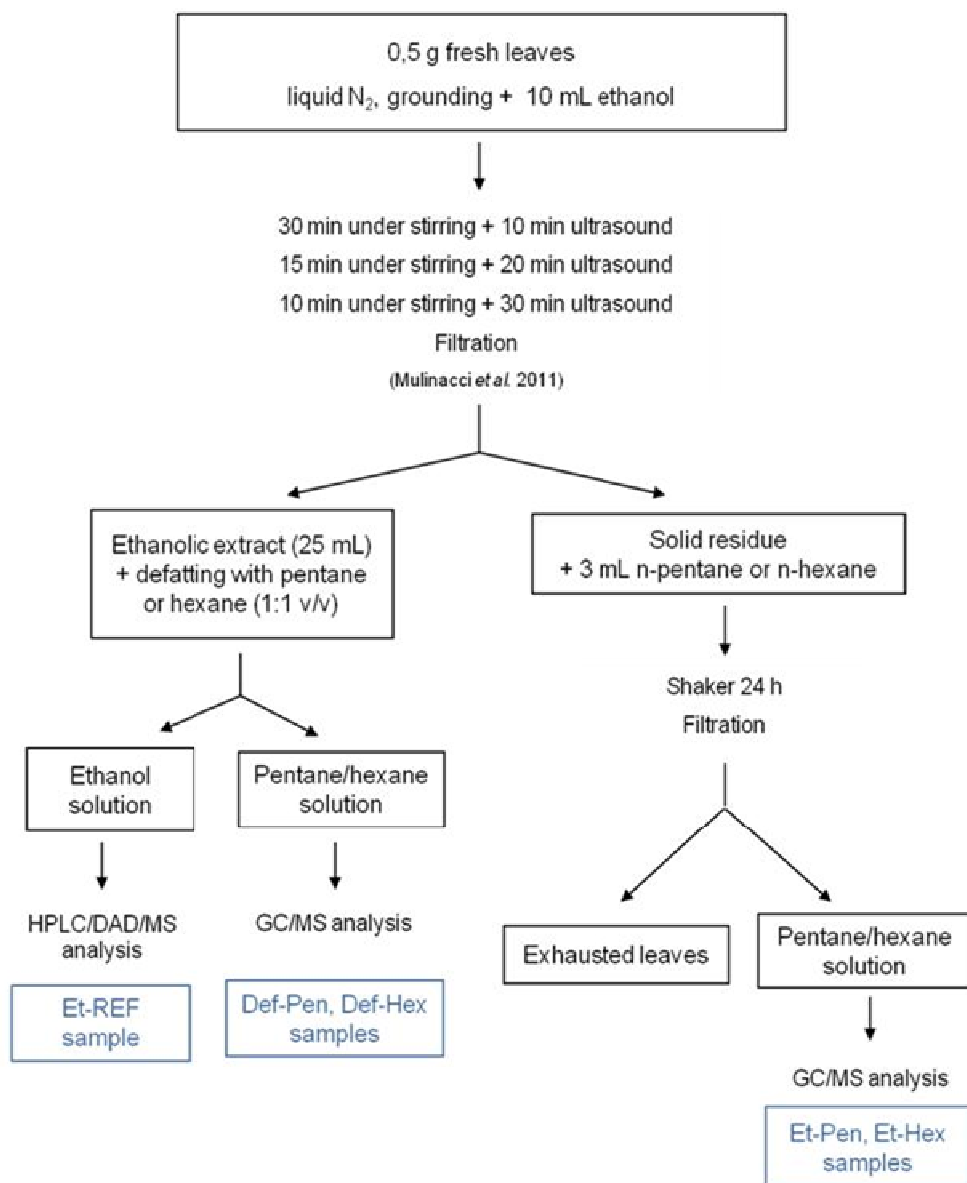 0,5 g fresh leaves
liquid N₂, grounding + 10 mL ethanol
30 min under stirring + 10 min ultrasound
15 min under stirring + 20 min ultrasound
10 min under stirring + 30 min ultrasound
Filtration
(Mulinacci et al. 2011)
Ethanolic extract (25 mL)
+ defatting with pentane
or hexane (1:1 v/v)
Solid residue
+ 3 mL n-pentane or n-hexane
Shaker 24 h
Filtration
Ethanol
solution
Pentane/hexane
solution
HPLC/DAD/MS
analysis
GC/MS analysis
Et-REF
sample
Def-Pen, Def-Hex
samples
Exhausted leaves
Pentane/hexane
solution
GC/MS analysis
Et-Pen, Et-Hex
samples